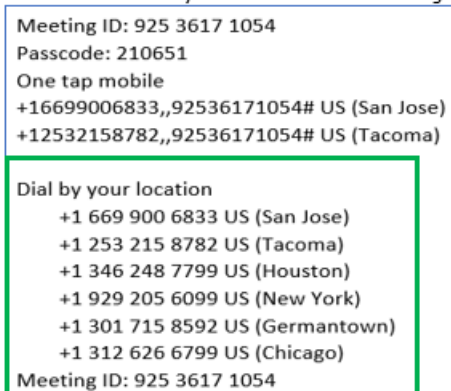 Meeting ID: 925 3617 1054
Passcode: 210651
One tap mobile
+16699006833,,92536171054# US (San Jose)
+12532158782,,92536171054# US (Tacoma)
Dial by your location
+1 669 900 6833 US (San Jose)
+1 253 215 8782 US (Tacoma)
+1 346 248 7799 US (Houston)
+1 929 205 6099 US (New York)
+1 301 715 8592 US (Germantown)
+1 312 626 6799 US (Chicago)
Meeting ID: 925 3617 1054